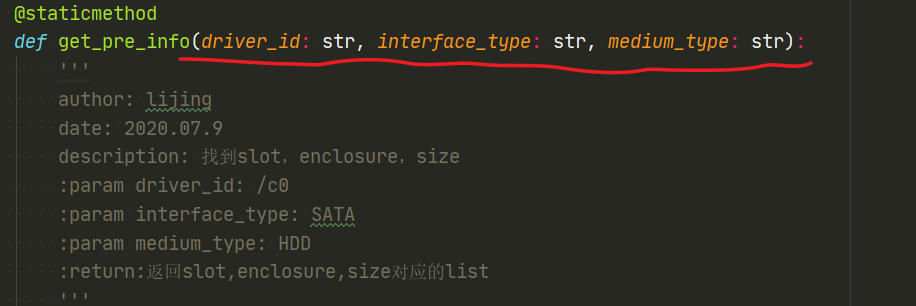 @staticmethod
def get_pre_info(driver_id: str, interface_type: str, medium_type: str):
'''
author: lijing
date: 2020.07.9
description: 找到slot，enclosure，size
:param driver_id: /c0
:param interface_type: SATA
:param medium_type: HDD
:return:返回slot,enclosure,size对应的list
'''